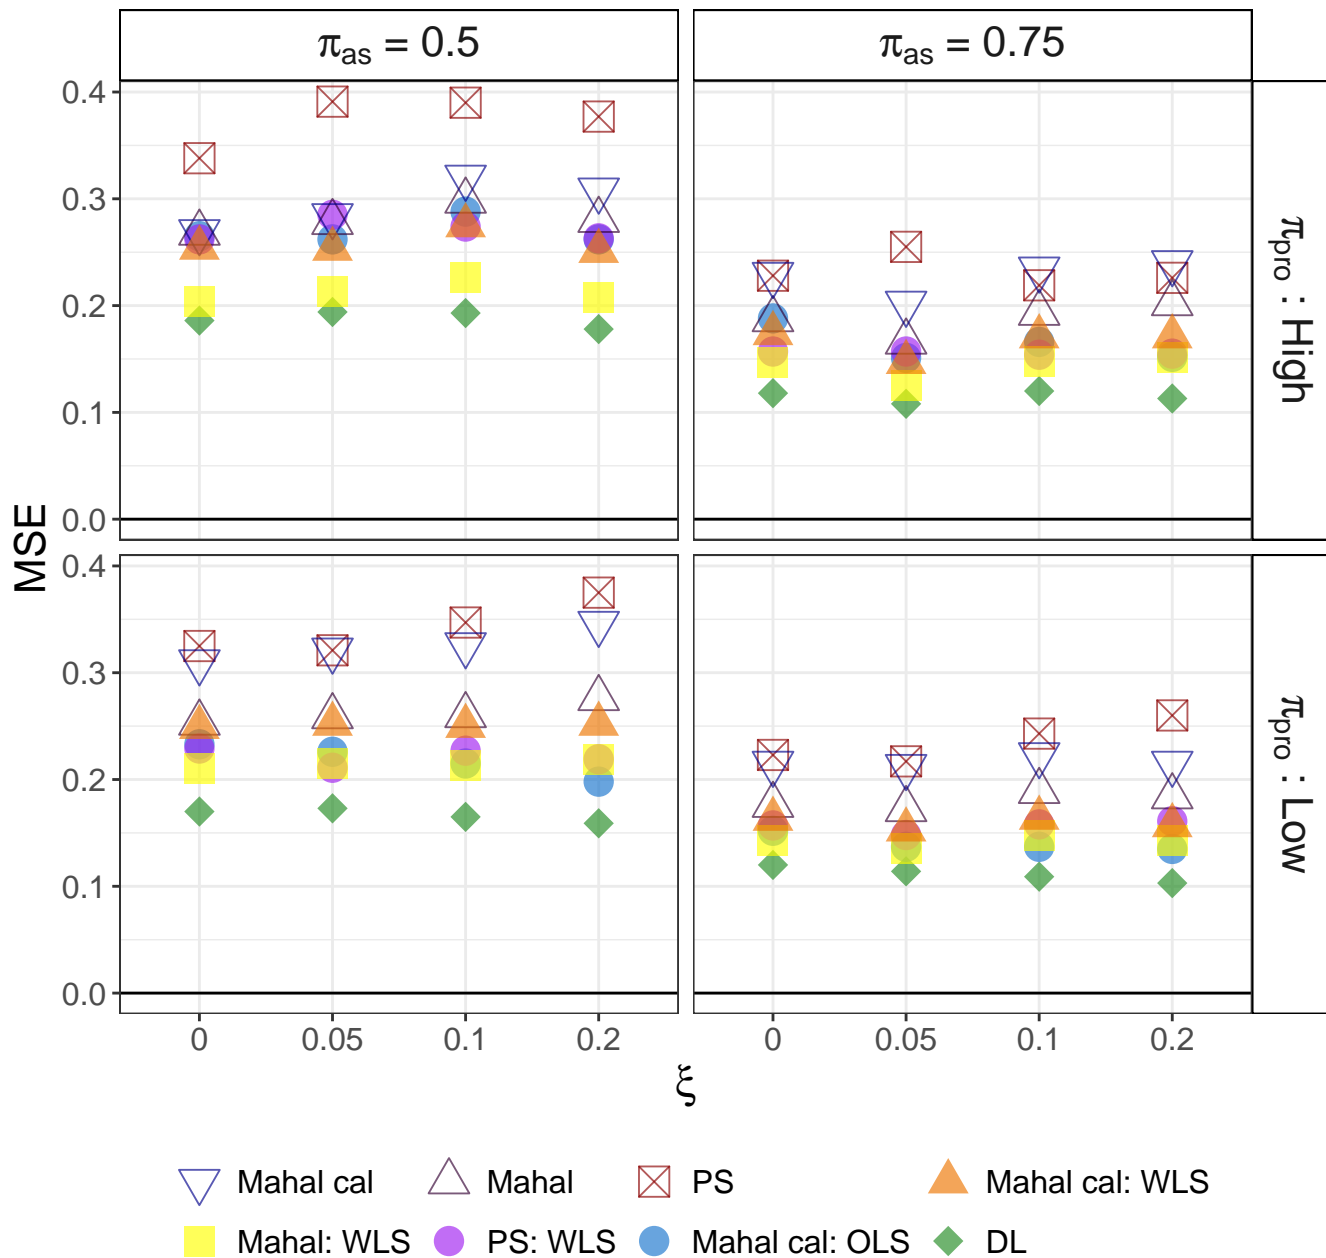 π_as = 0.5
π_as = 0.75
0.4
0.3
0.2
0.1
0.0
π_pro : High
MSE
0.4
0.3
0.2
0.1
0.0
π_pro : Low
0 0.05 0.1 0.2
0 0.05 0.1 0.2
ξ
Mahal cal Mahal PS Mahal cal: WLS
Mahal: WLS PS: WLS Mahal cal: OLS DL